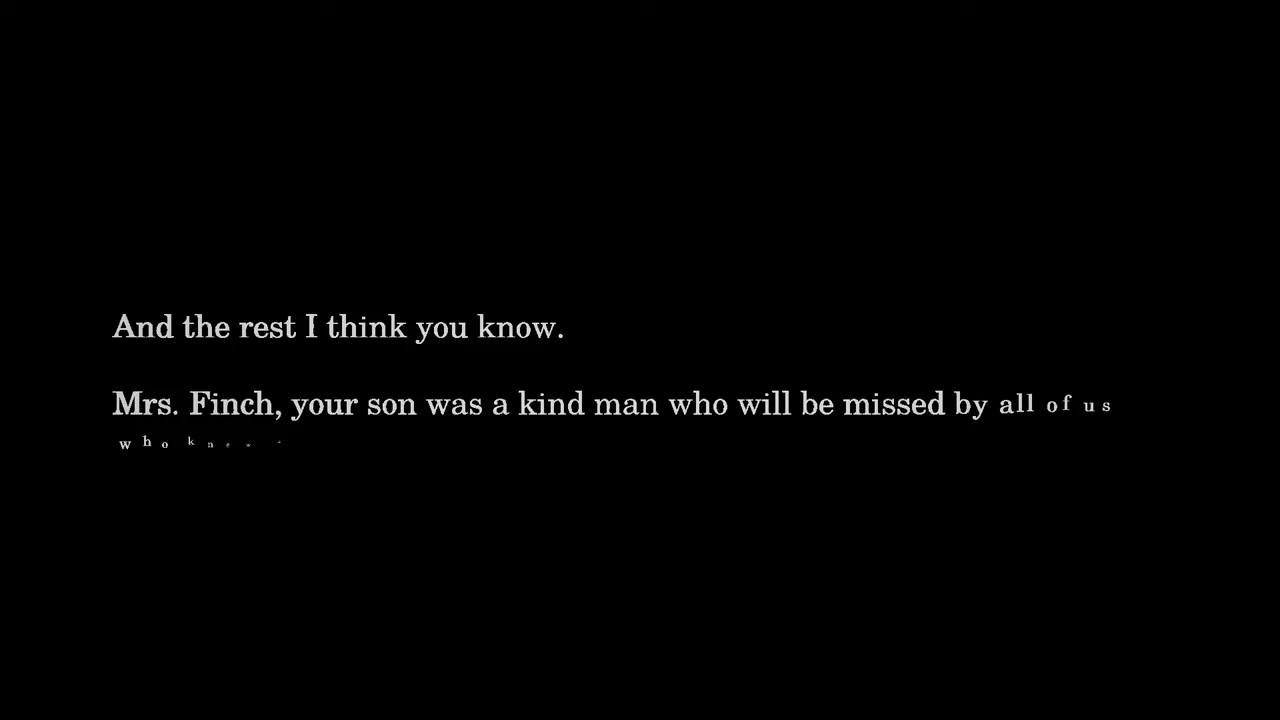 And the rest I think you know.
Mrs. Finch, your son was a kind man who will be missed by all of us
who knew